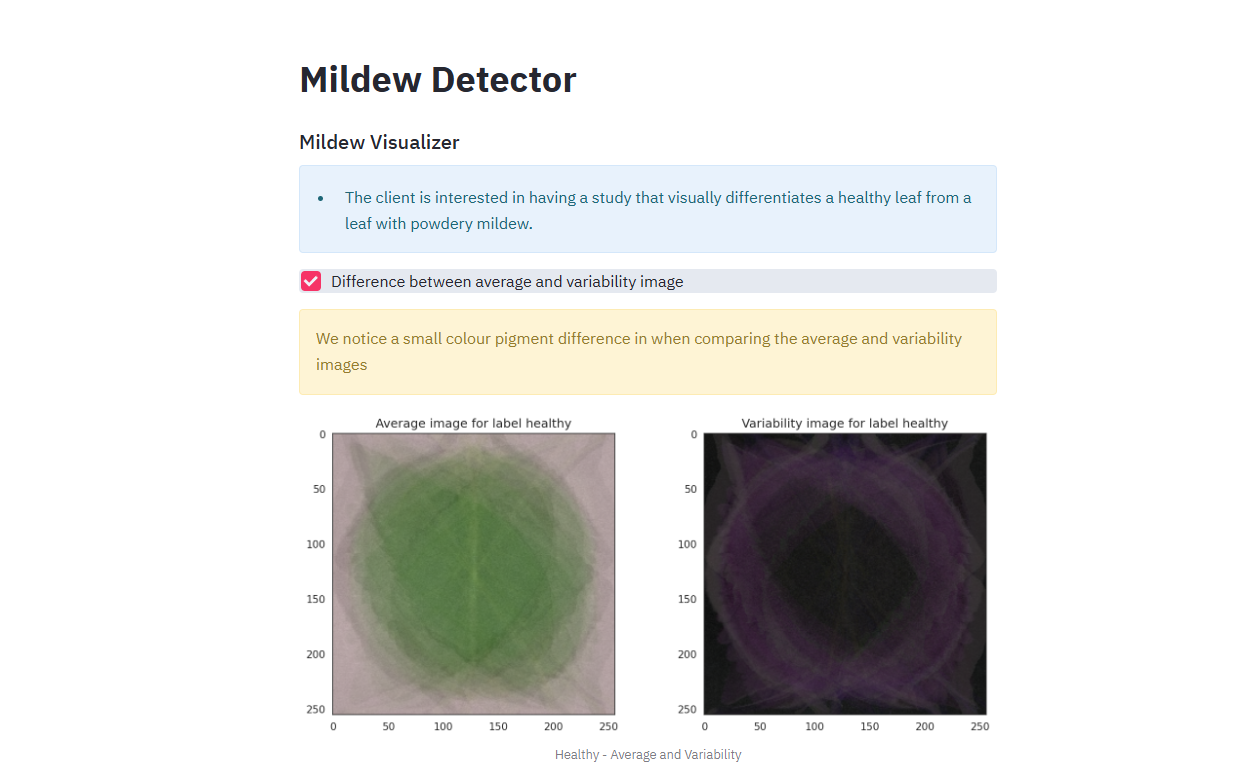 Mildew Detector
Mildew Visualizer
• The client is interested in having a study that visually differentiates a healthy leaf from a
leaf with powdery mildew.
Difference between average and variability image
We notice a small colour pigment difference in when comparing the average and variability
images
Average image for label healthy
0
50
100
150
200
250
0 50 100 150 200 250
Variability image for label healthy
0
50
100
150
200
250
0 50 100 150 200 250
Healthy - Average and Variability